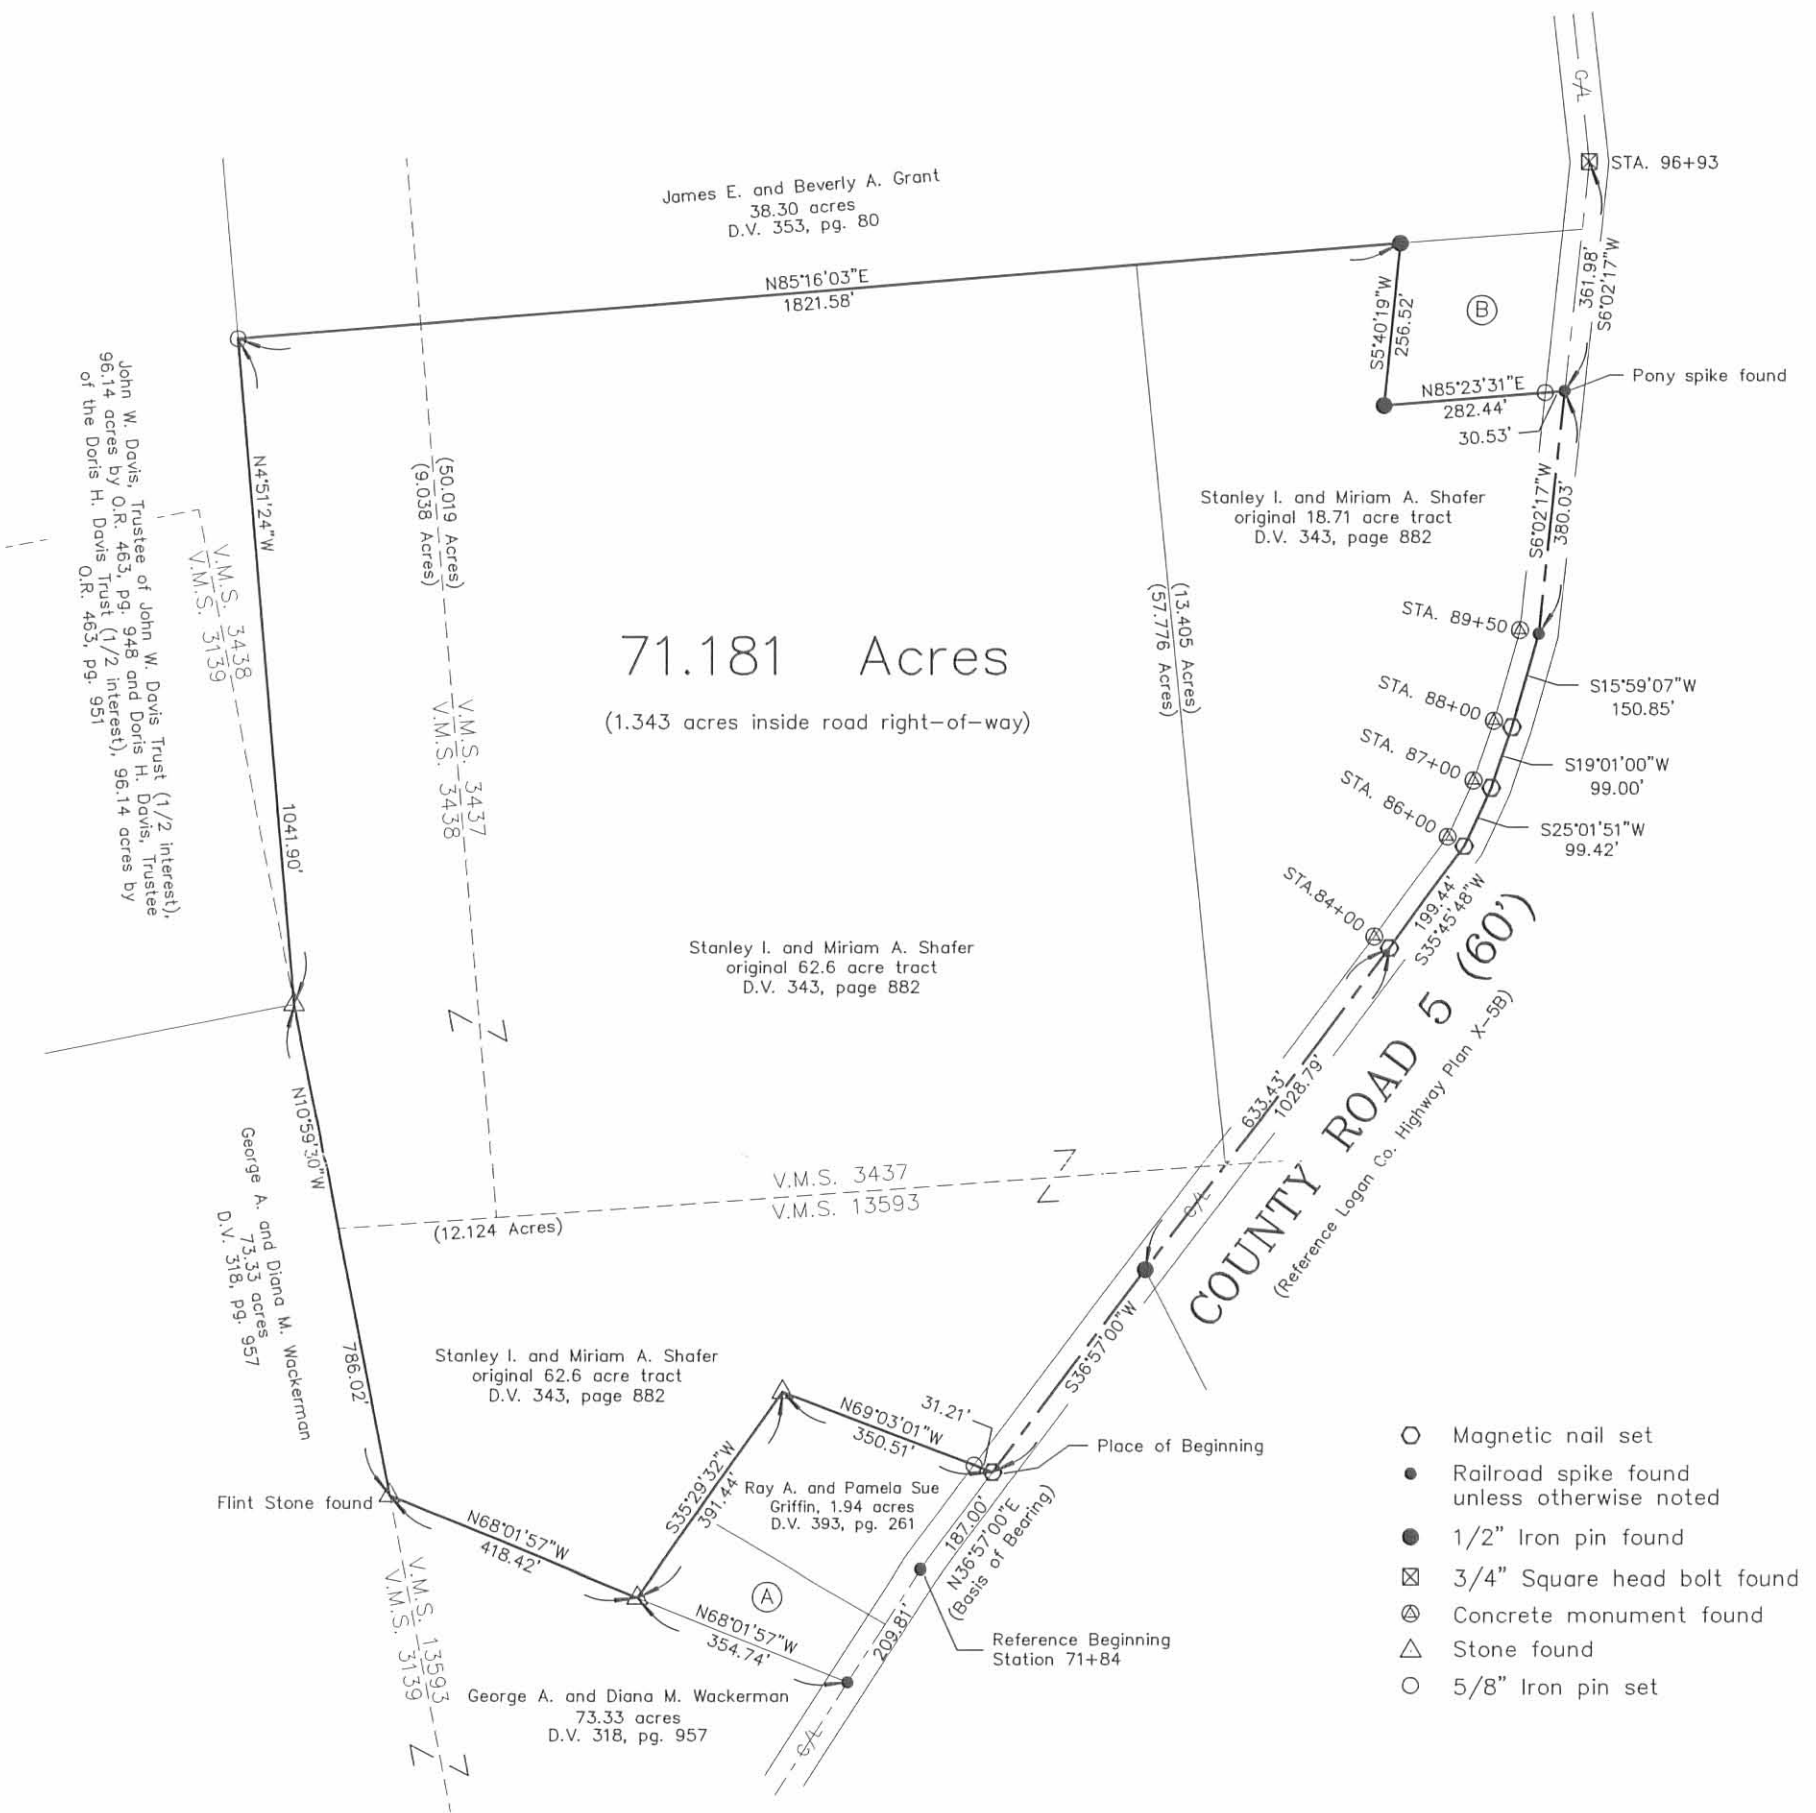 C/L
STA. 96+93
James E. and Beverly A. Grant
38.30 acres
D.V. 353, pg. 80
N85°16'03"E
1821.58'
361.98'
S6°02'17"W
S5°40'19"W
256.52'
B
N85°23'31"E
282.44'
30.53'
Pony spike found
John W. Davis, Trustee of John W. Davis Trust (1/2 interest),
96.14 acres by O.R. 463, pg. 948 and Doris H. Davis, Trustee
of the Doris H. Davis Trust (1/2 interest), 96.14 acres by
O.R. 463, pg. 951
N4°51'24"W
1041.90'
V.M.S. 3438
V.M.S. 3139
(50.019 Acres)
(9.038 Acres)
V.M.S. 3437
V.M.S. 3438
71.181 Acres
(1.343 acres inside road right-of-way)
(13.405 Acres)
(57.776 Acres)
Stanley I. and Miriam A. Shafer
original 18.71 acre tract
D.V. 343, page 882
S6°02'17"W
380.03'
STA. 89+50
STA. 88+00
STA. 87+00
STA. 86+00
STA.84+00
S15°59'07"W
150.85'
S19°01'00"W
99.00'
S25°01'51"W
99.42'
199.44'
S35°45'48"W
Stanley I. and Miriam A. Shafer
original 62.6 acre tract
D.V. 343, page 882
COUNTY ROAD 5 (60')
(Reference Logan Co. Highway Plan X-5B)
633.43'
1028.79'
C/L
S36°57'00"W
N10°59'30"W
786.02'
George A. and Diana M. Wackerman
73.33 acres
D.V. 318, pg. 957
V.M.S. 3437
V.M.S. 13593
(12.124 Acres)
Stanley I. and Miriam A. Shafer
original 62.6 acre tract
D.V. 343, page 882
N69°03'01"W
350.51'
31.21'
Place of Beginning
S35°29'32"W
391.44'
Ray A. and Pamela Sue
Griffin, 1.94 acres
D.V. 393, pg. 261
187.00'
N36°57'00"E
(Basis of Bearing)
Flint Stone found
N68°01'57"W
418.42'
A
N68°01'57"W
354.74'
209.81'
Reference Beginning
Station 71+84
V.M.S. 13593
V.M.S. 3139
George A. and Diana M. Wackerman
73.33 acres
D.V. 318, pg. 957
C/L
Magnetic nail set
Railroad spike found
unless otherwise noted
1/2" Iron pin found
3/4" Square head bolt found
Concrete monument found
Stone found
5/8" Iron pin set